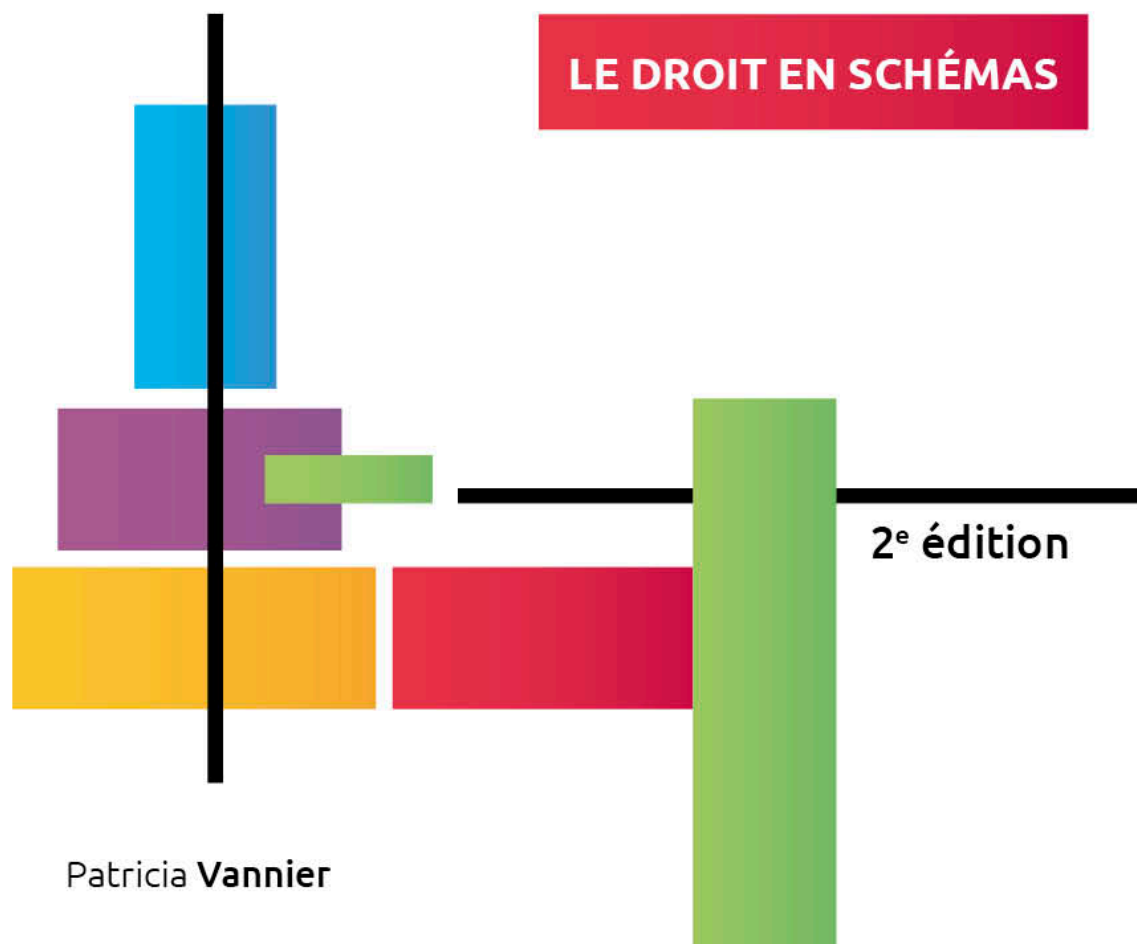 LE DROIT EN SCHÉMAS
2e édition
Patricia Vannier